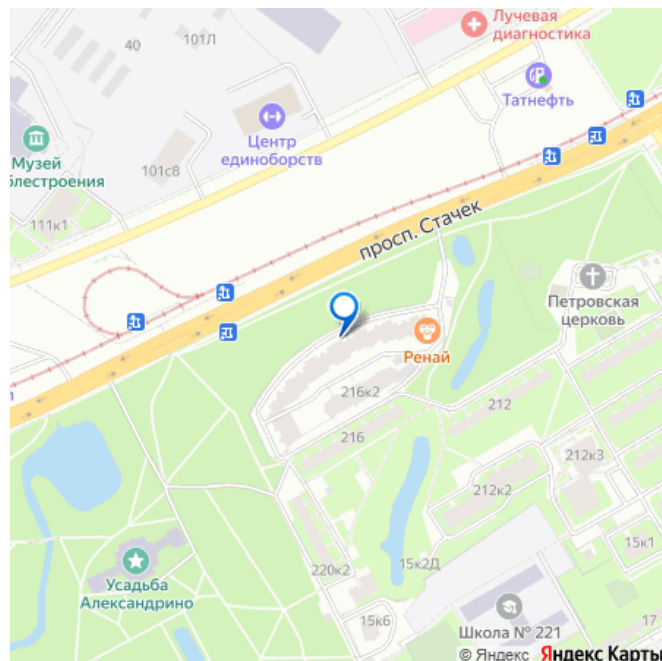 Лучевая
диагностика
40
101Л
Татнефть
Центр
единоборств
Музей
блестроения
101с8
111к1
просп. Стачек
Петровская
церковь
Ренай
216к2
212
216
212к3
212к2
15к1
220к2
15к2Д
Усадьба
Александрино
15к6
Школа № 221
17
© Яндекс Яндекс Карты